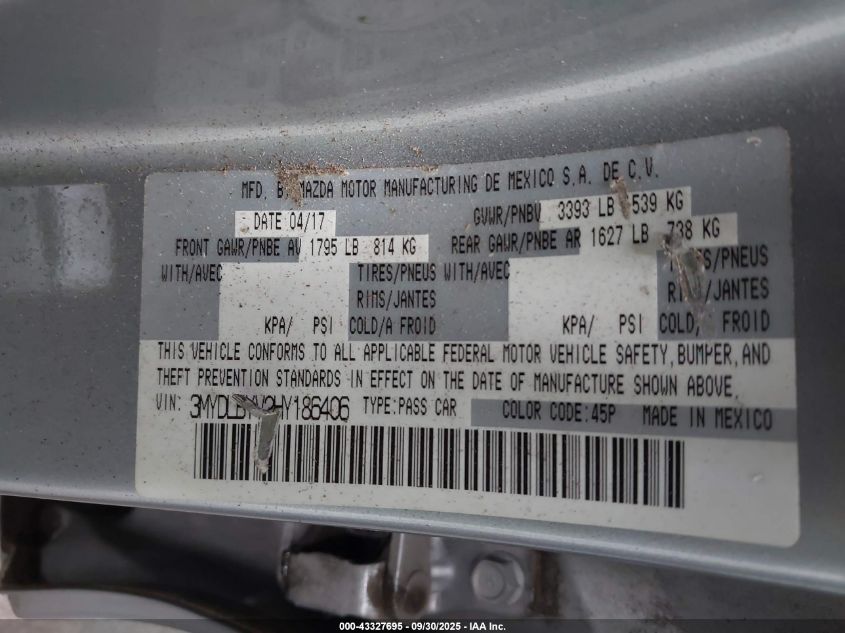 MFD. MAZDA MOTOR MANUFACTURING DE MEXICO S.A. DE C.V.
DATE 04/17 GVWR/PNBV 3393 LB 539 KG
FRONT GAWR/PNBE AV 1795 LB 814 KG REAR GAWR/PNBE AR 1627 LB 738 KG
WITH/AVEC TIRES/PNEUS WITH/AVEC TIRES/PNEUS
RIMS/JANTES RIMS/JANTES
KPA/ PSI COLD/A FROID KPA/ PSI COLD/ FROID
THIS VEHICLE CONFORMS TO ALL APPLICABLE FEDERAL MOTOR VEHICLE SAFETY, BUMPER, AND
THEFT PREVENTION STANDARDS IN EFFECT ON THE DATE OF MANUFACTURE SHOWN ABOVE.
VIN: TYPE:PASS CAR COLOR CODE:45P MADE IN MEXICO
000-43327695 - 09/30/2025 - IAA Inc.